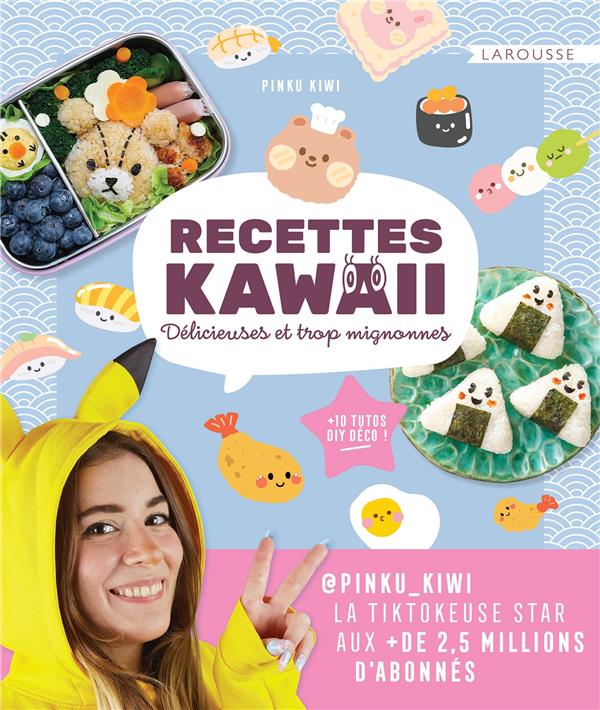 LAROUSSE
PINKU KIWI
RECETTES
KAWAII
Délicieuses et trop mignonnes
+10 TUTOS
DIY DÉCO !
@PINKU_KIWI
LA TIKTOKEUSE STAR
AUX +DE 2,5 MILLIONS
D'ABONNÉS